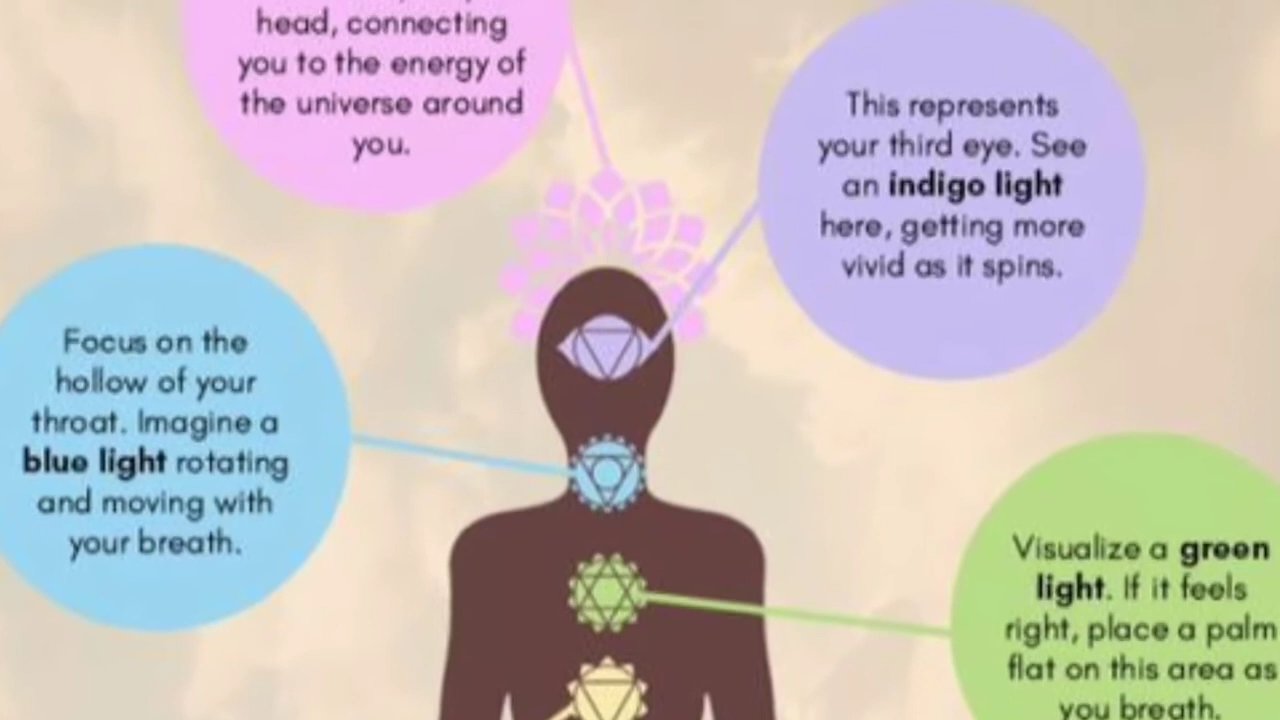 head, connecting
you to the energy of
the universe around
you.
This represents
your third eye. See
an indigo light
here, getting more
vivid as it spins.
Focus on the
hollow of your
throat. Imagine a
blue light rotating
and moving with
your breath.
Visualize a green
light. If it feels
right, place a palm
flat on this area as
you breath.